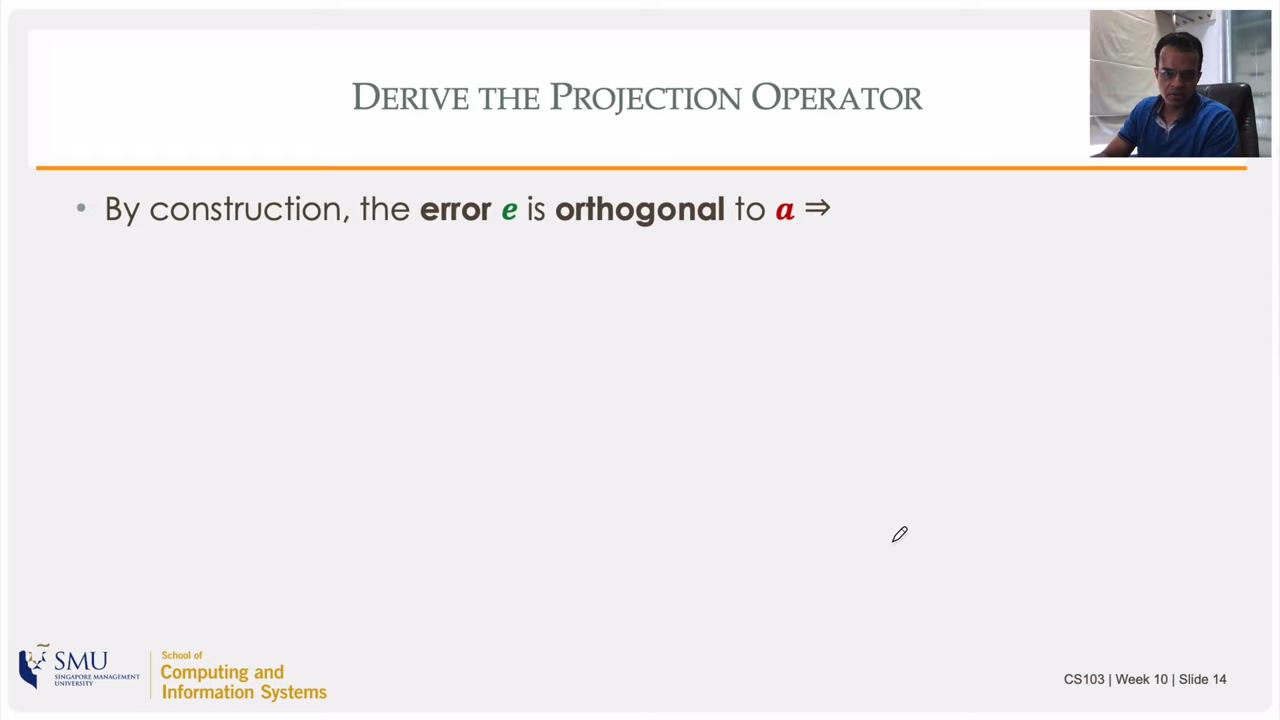 DERIVE THE PROJECTION OPERATOR
• By construction, the error e is orthogonal to a ⇒
SMU
SINGAPORE MANAGEMENT
UNIVERSITY
School of
Computing and
Information Systems
CS103 | Week 10 | Slide 14